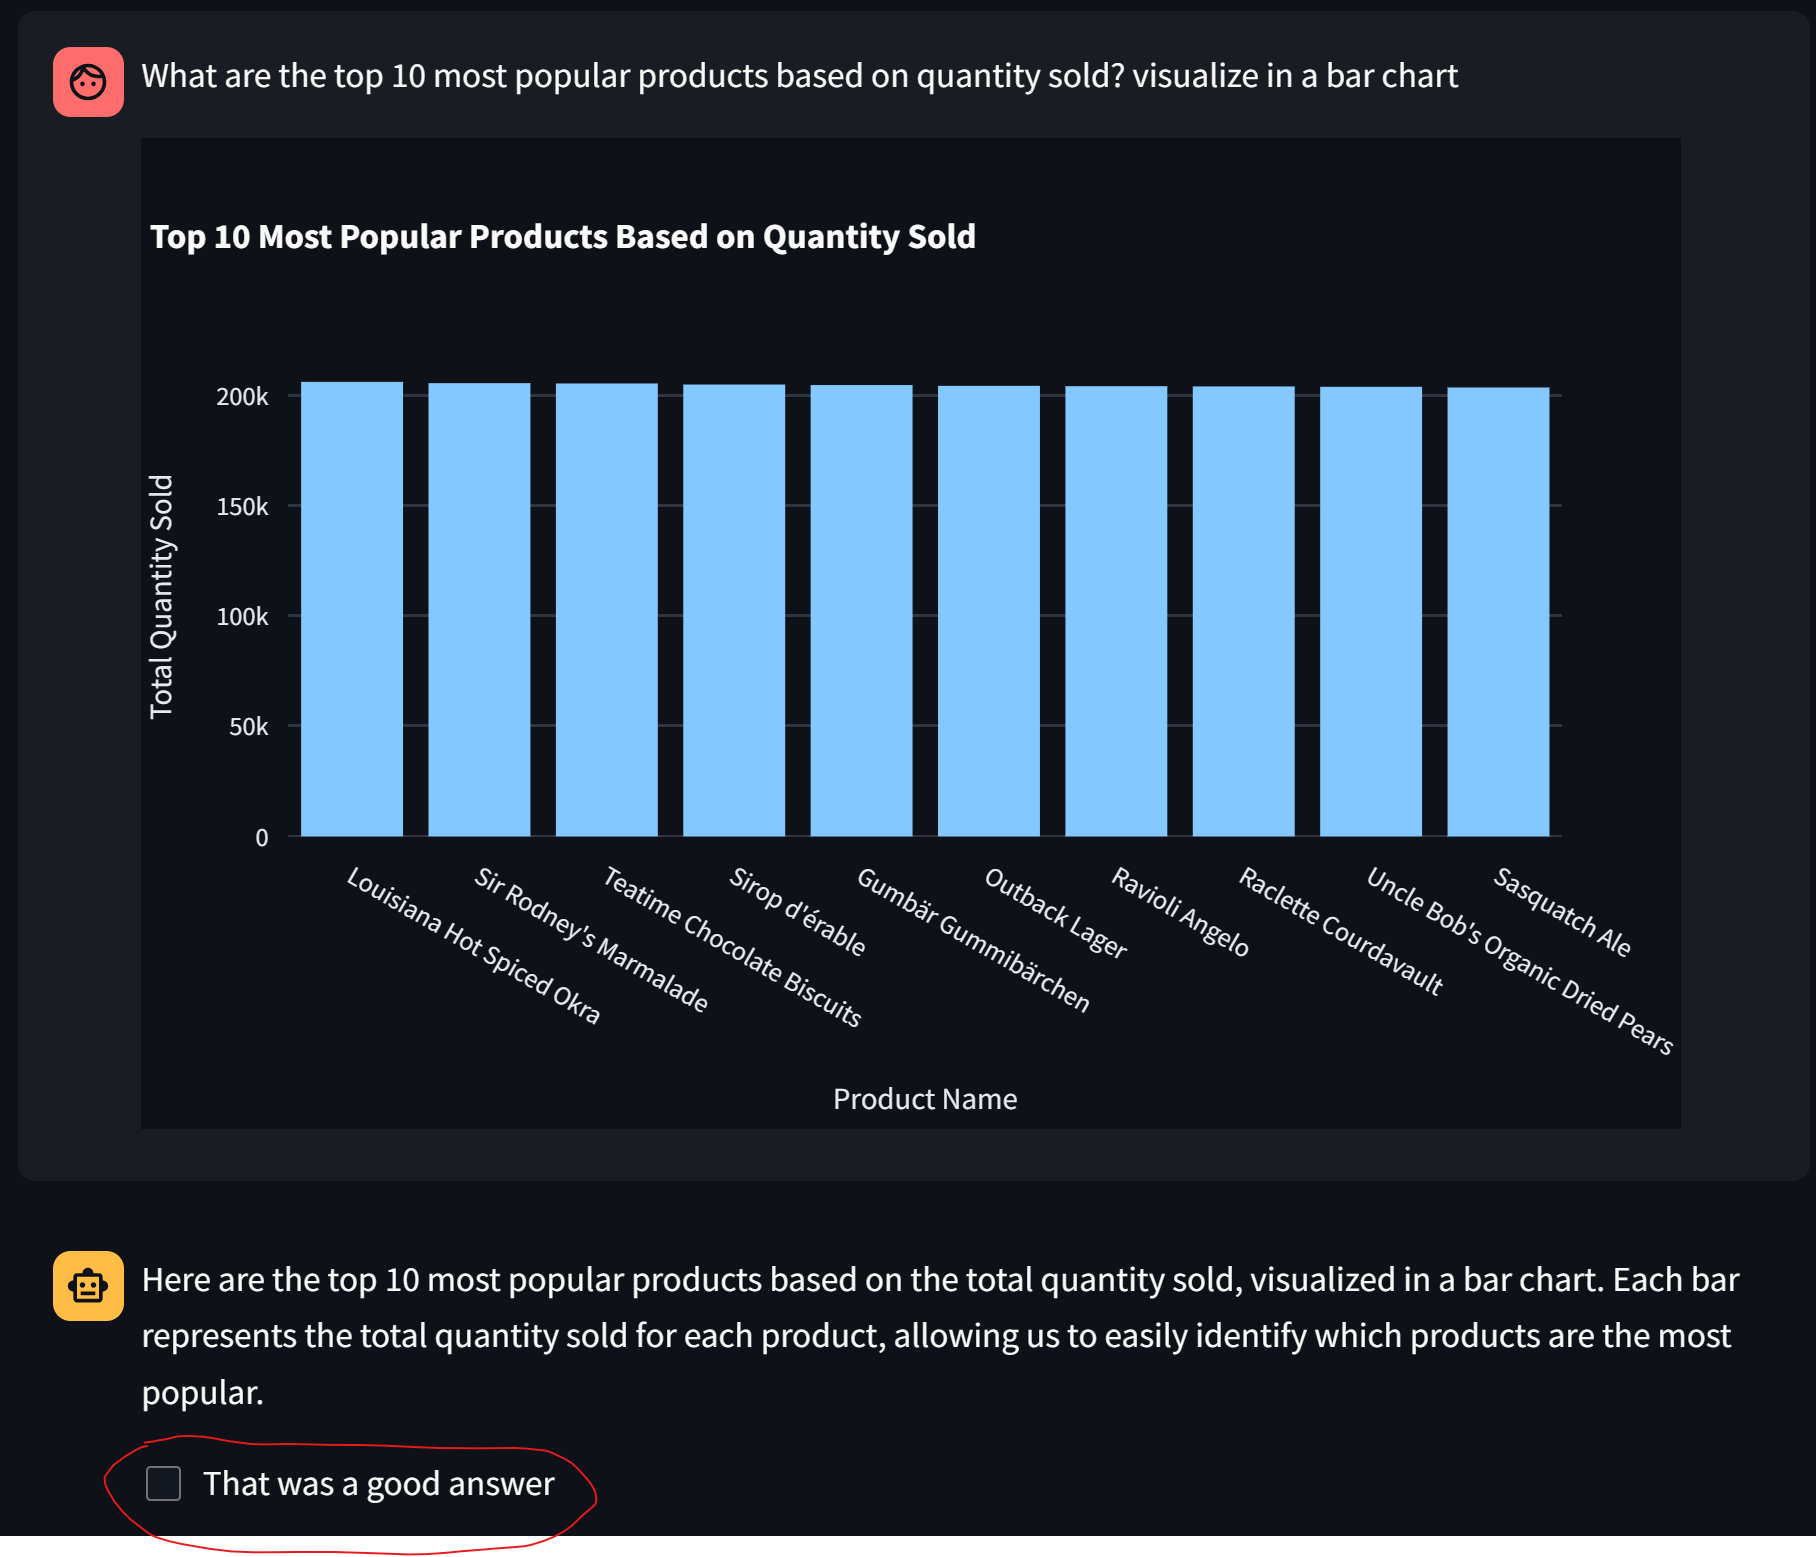 What are the top 10 most popular products based on quantity sold? visualize in a bar chart
Top 10 Most Popular Products Based on Quantity Sold
Total Quantity Sold
200k
150k
100k
50k
0
Louisiana Hot Spiced Okra
Sir Rodney's Marmalade
Teatime Chocolate Biscuits
Sirop d'érable
Gumbär Gummibärchen
Outback Lager
Ravioli Angelo
Raclette Courdavault
Uncle Bob's Organic Dried Pears
Sasquatch Ale
Product Name
Here are the top 10 most popular products based on the total quantity sold, visualized in a bar chart. Each bar
represents the total quantity sold for each product, allowing us to easily identify which products are the most
popular.
That was a good answer